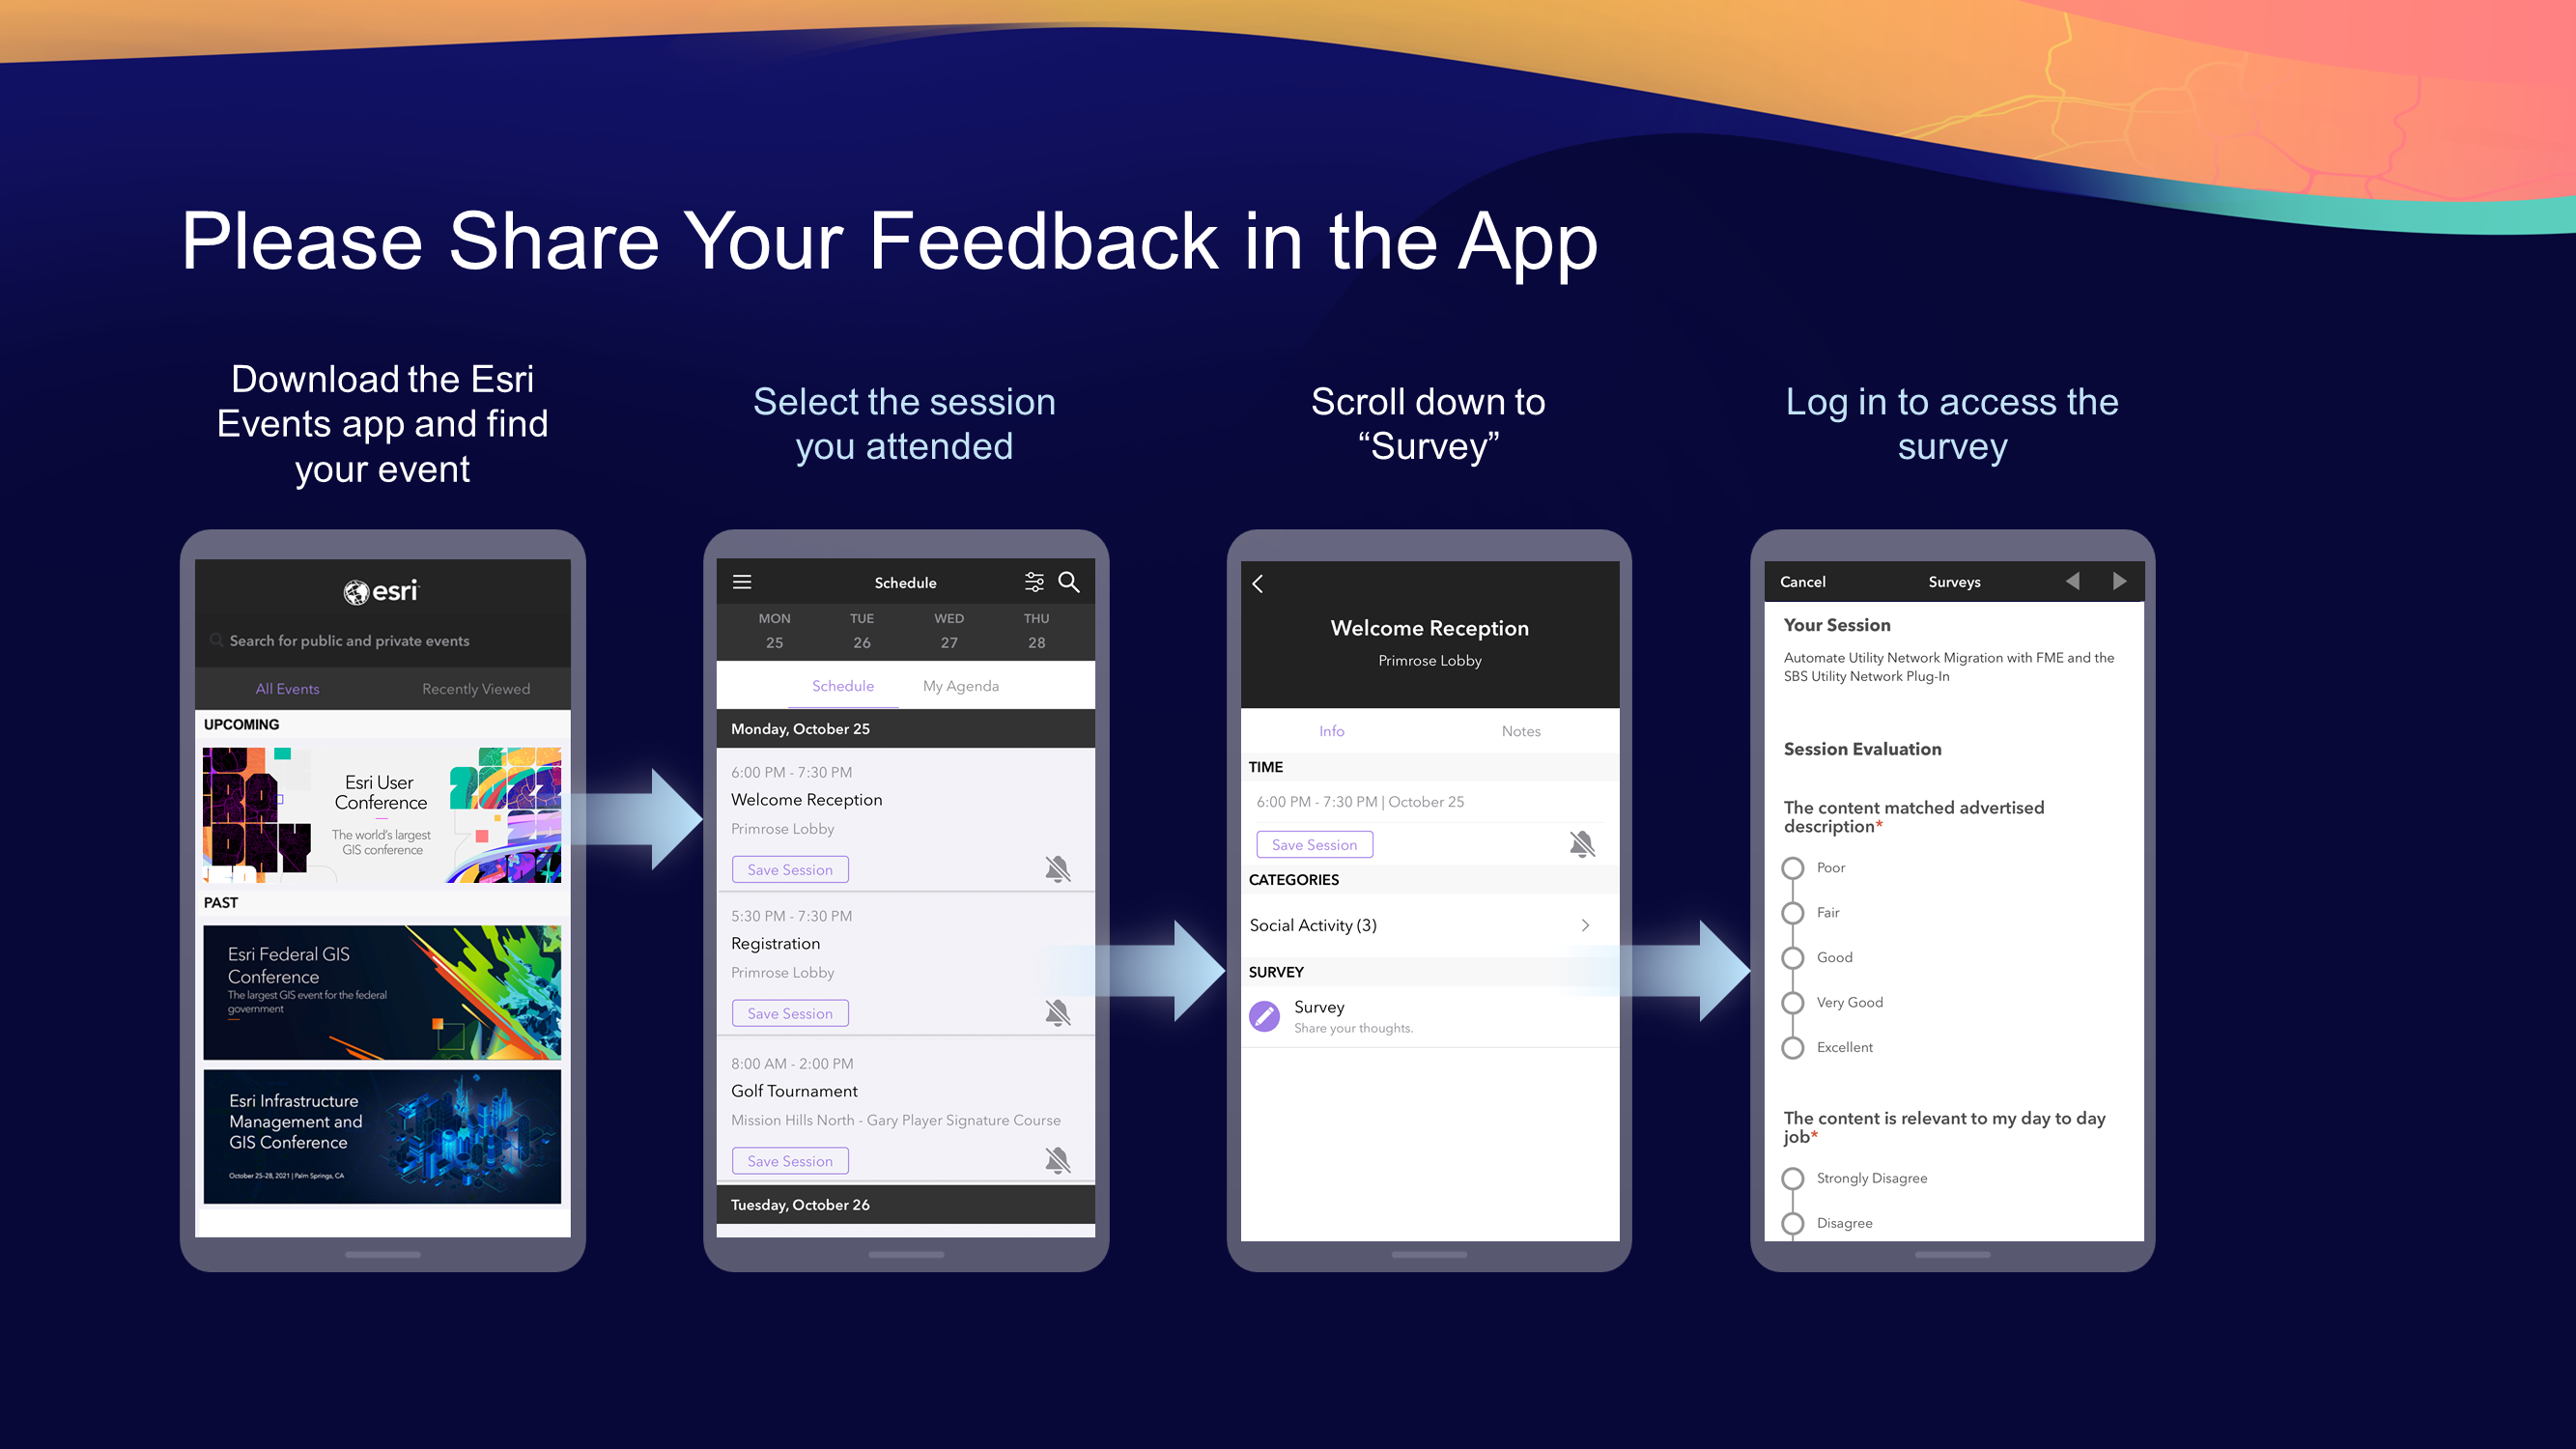 Please Share Your Feedback in the App
Download the Esri
Events app and find
your event
Select the session
you attended
Scroll down to
“Survey”
Log in to access the
survey
esri
Search for public and private events
All Events
Recently Viewed
UPCOMING
Esri User
Conference
The world's largest
GIS conference
PAST
Esri Federal GIS
Conference
The largest GIS event for the federal
government
Esri Infrastructure
Management and
GIS Conference
October 25-28, 2021 | Palm Springs, CA
Schedule
MON TUE WED THU
25 26 27 28
Schedule
My Agenda
Monday, October 25
6:00 PM - 7:30 PM
Welcome Reception
Primrose Lobby
Save Session
5:30 PM - 7:30 PM
Registration
Primrose Lobby
Save Session
8:00 AM - 2:00 PM
Golf Tournament
Mission Hills North - Gary Player Signature Course
Save Session
Tuesday, October 26
Welcome Reception
Primrose Lobby
Info
Notes
TIME
6:00 PM - 7:30 PM | October 25
Save Session
CATEGORIES
Social Activity (3)
SURVEY
Survey
Share your thoughts.
Cancel
Surveys
Your Session
Automate Utility Network Migration with FME and the
SBS Utility Network Plug-In
Session Evaluation
The content matched advertised
description*
Poor
Fair
Good
Very Good
Excellent
The content is relevant to my day to day
job*
Strongly Disagree
Disagree